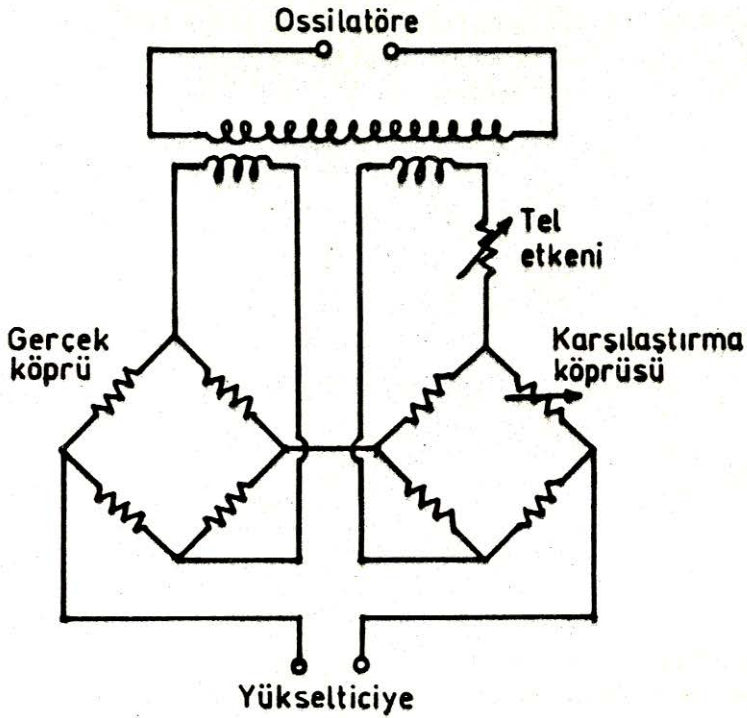 Ossilatöre
Tel
etkeni
Gerçek
köprü
Karşılaştırma
köprüsü
Yükselticiye